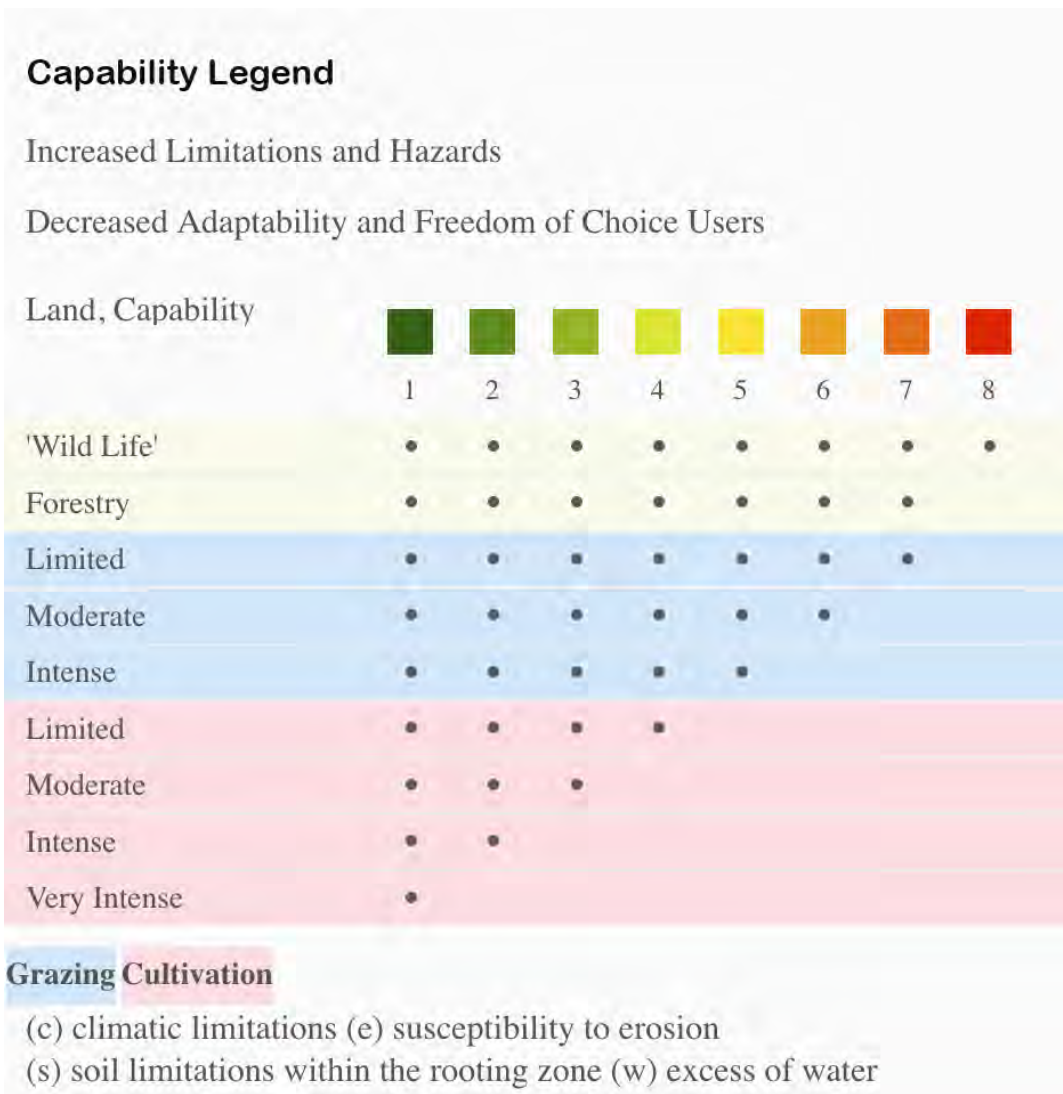 Capability Legend
Increased Limitations and Hazards
Decreased Adaptability and Freedom of Choice Users
Land, Capability
1 2 3 4 5 6 7 8
'Wild Life' • • • • • • • •
Forestry • • • • • • •
Limited • • • • • • •
Moderate • • • • • •
Intense • • • • •
Limited • • • •
Moderate • • •
Intense • •
Very Intense •
Grazing Cultivation
(c) climatic limitations (e) susceptibility to erosion
(s) soil limitations within the rooting zone (w) excess of water